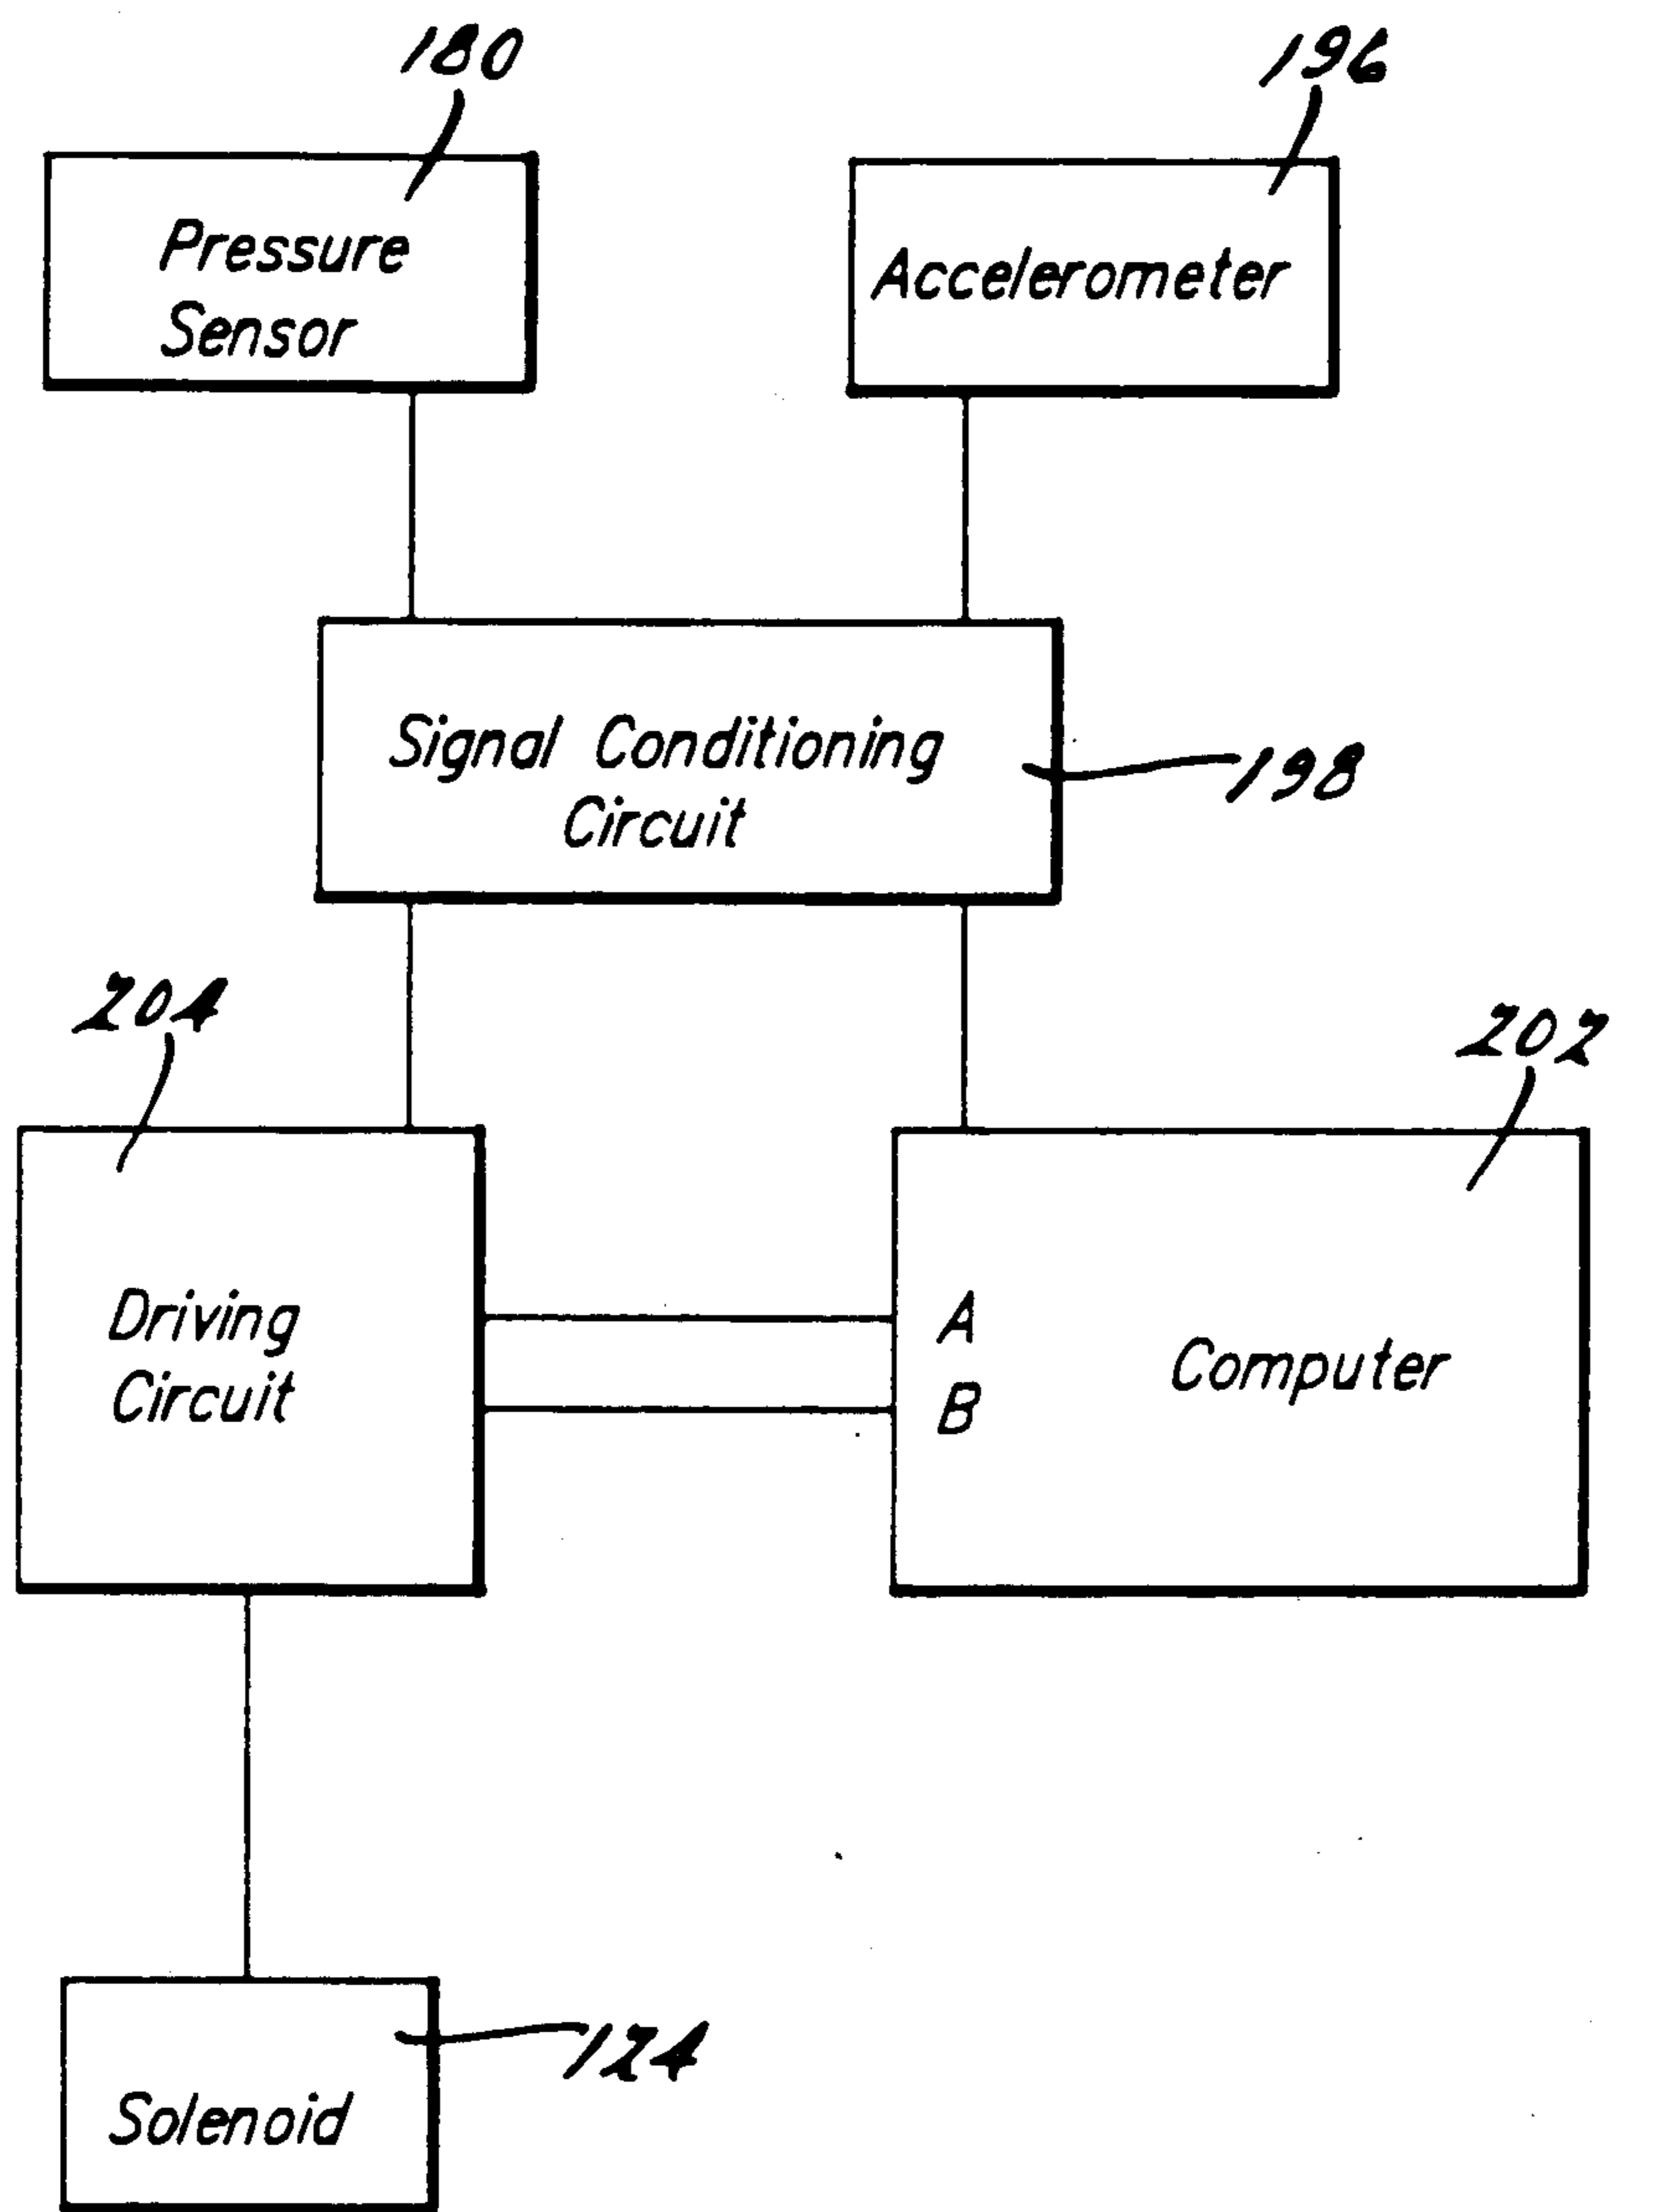 180
196
Pressure
Sensor
Accelerometer
Signal Conditioning
Circuit
198
204
202
Driving
Circuit
A
B
Computer
124
Solenoid